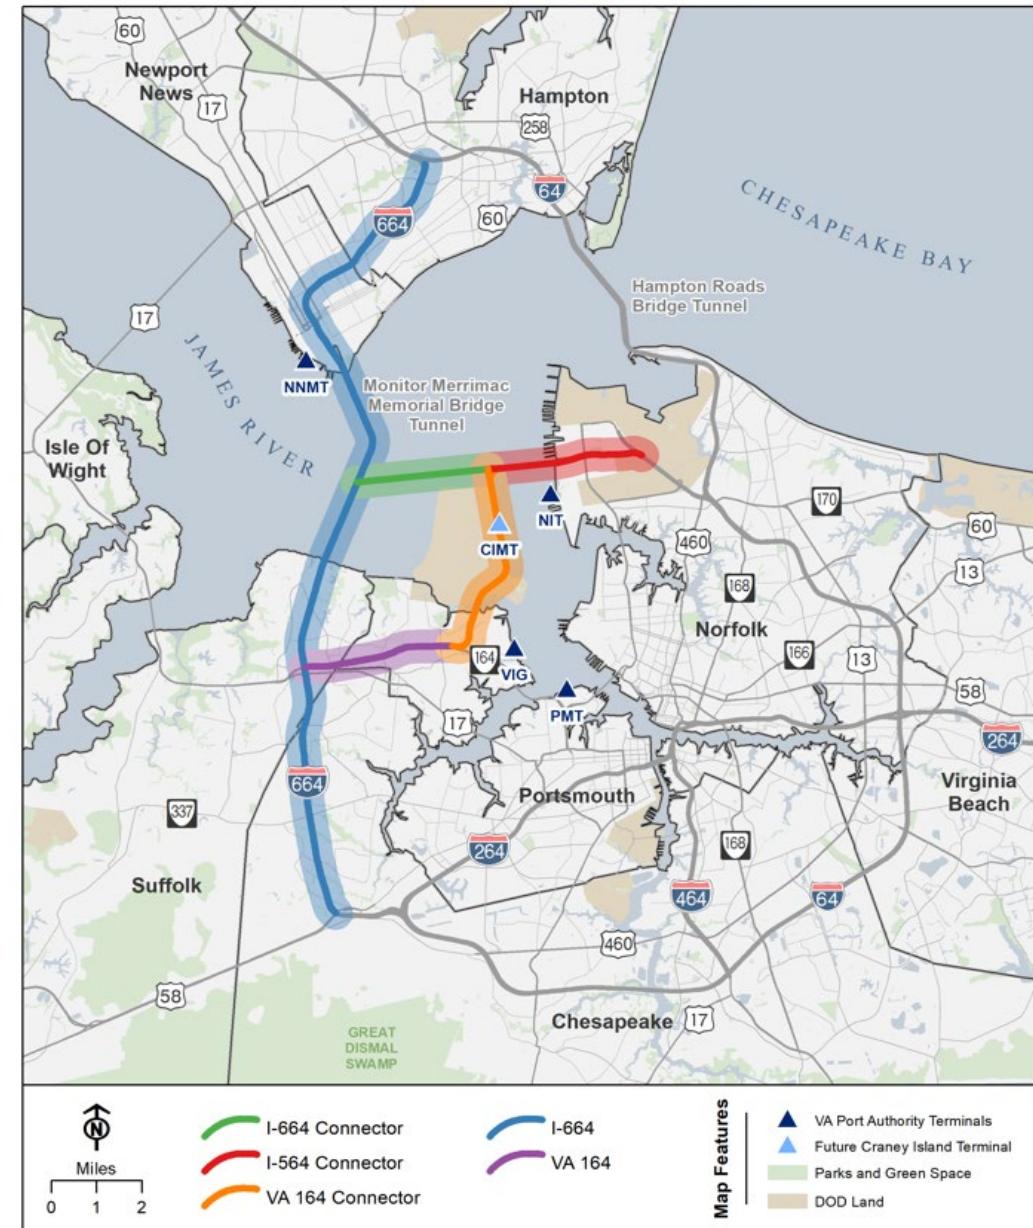 60
Newport
News
17
Hampton
258
664
64
60
CHESAPEAKE BAY
Hampton Roads
Bridge Tunnel
17
JAMES RIVER
NNMT
Monitor Merrimac
Memorial Bridge
Tunnel
Isle Of
Wight
NIT
170
CIMT
460
60
13
168
Norfolk
166
13
164
VIG
58
17
PMT
264
664
Virginia
Beach
Portsmouth
337
264
168
Suffolk
464
64
460
58
Chesapeake
17
GREAT
DISMAL
SWAMP
N
Miles
0 1 2
I-664 Connector
I-564 Connector
VA 164 Connector
I-664
VA 164
Map Features
VA Port Authority Terminals
Future Craney Island Terminal
Parks and Green Space
DOD Land